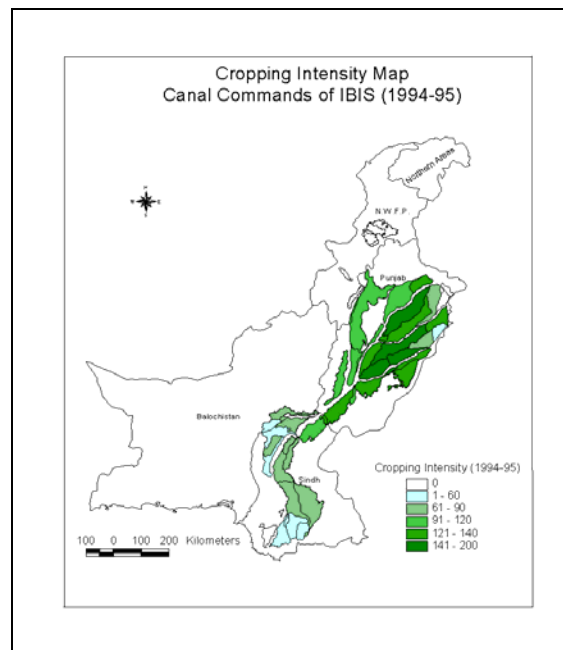 Cropping Intensity Map
Canal Commands of IBIS (1994-95)
Northern Areas
N.W.F.P.
Punjab
Balochistan
Sindh
Cropping Intensity (1994-95)
0
1 - 60
61 - 90
91 - 120
121 - 140
141 - 200
100 0 100 200 Kilometers